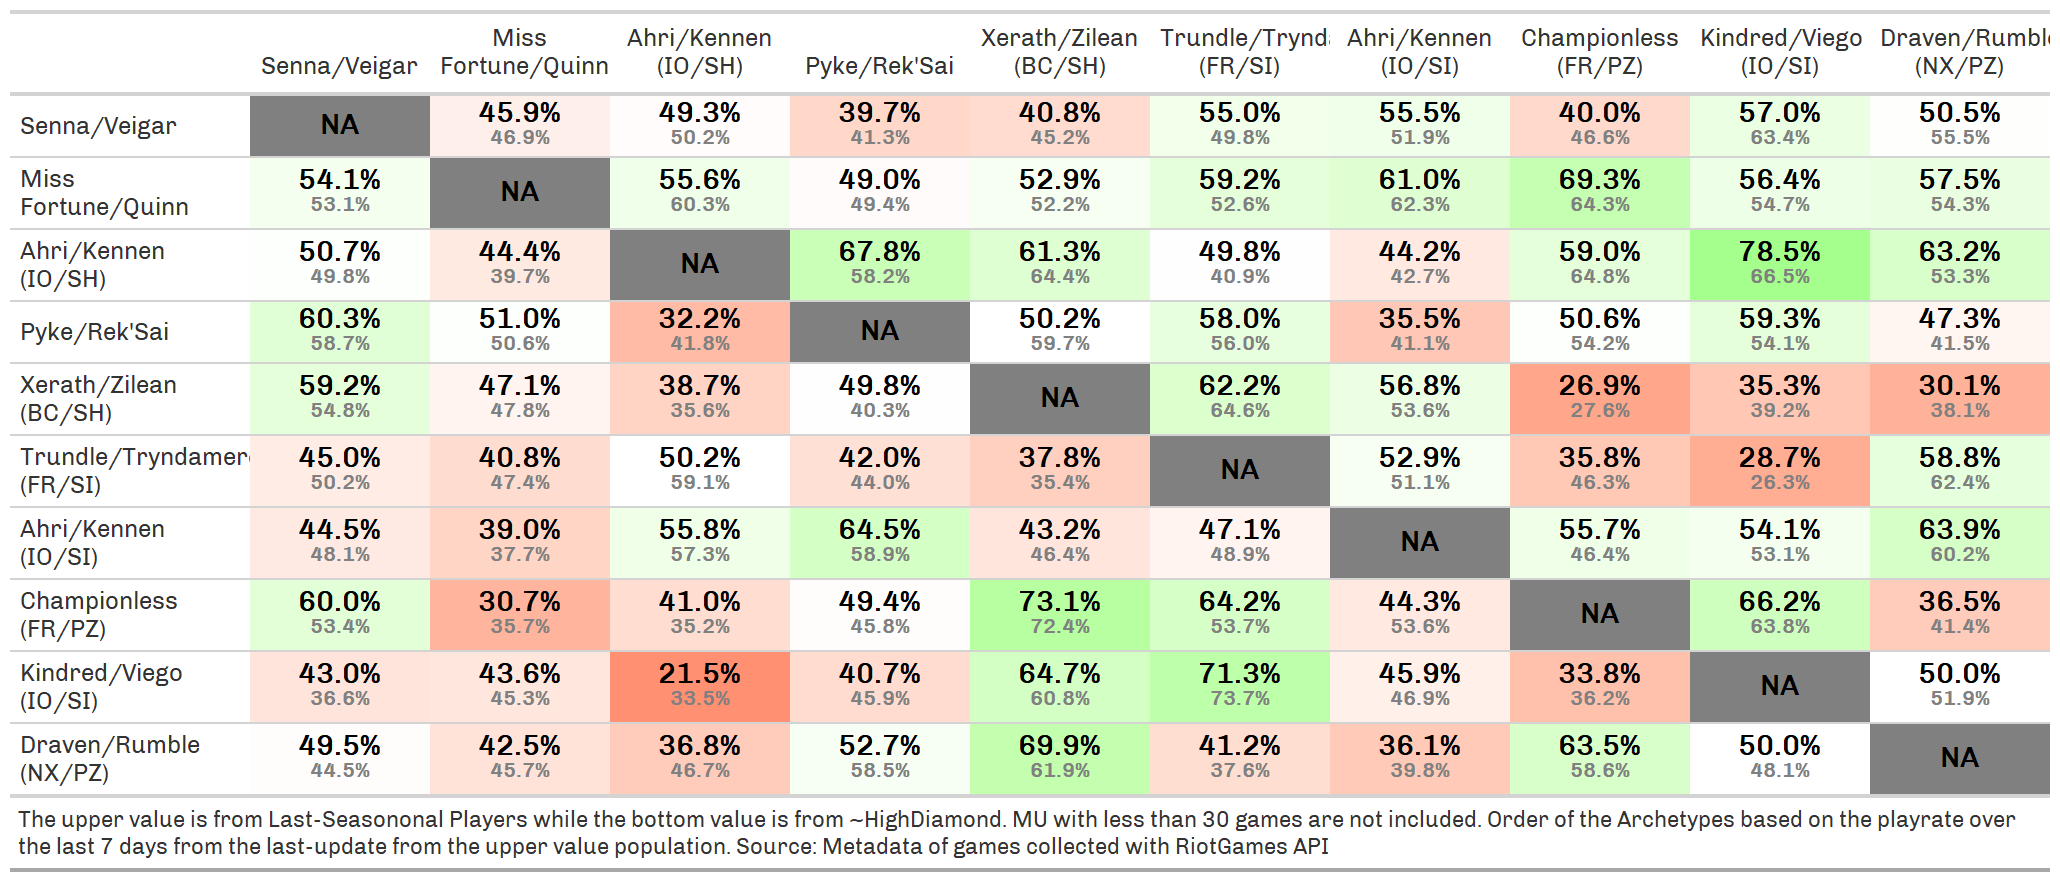 Miss Ahri/Kennen Xerath/Zilean Trundle/Trynd Ahri/Kennen Championless Kindred/Viego Draven/Rumbl
Senna/Veigar Fortune/Quinn (IO/SH) Pyke/Rek'Sai (BC/SH) (FR/SI) (IO/SI) (FR/PZ) (IO/SI) (NX/PZ)
Senna/Veigar NA 45.9% 49.3% 39.7% 40.8% 55.0% 55.5% 40.0% 57.0% 50.5%
46.9% 50.2% 41.3% 45.2% 49.8% 51.9% 46.6% 63.4% 55.5%
Miss 54.1% NA 55.6% 49.0% 52.9% 59.2% 61.0% 69.3% 56.4% 57.5%
Fortune/Quinn 53.1% 60.3% 49.4% 52.2% 52.6% 62.3% 64.3% 54.7% 54.3%
Ahri/Kennen 50.7% 44.4% NA 67.8% 61.3% 49.8% 44.2% 59.0% 78.5% 63.2%
(IO/SH) 49.8% 39.7% 58.2% 64.4% 40.9% 42.7% 64.8% 66.5% 53.3%
Pyke/Rek'Sai 60.3% 51.0% 32.2% NA 50.2% 58.0% 35.5% 50.6% 59.3% 47.3%
58.7% 50.6% 41.8% 59.7% 56.0% 41.1% 54.2% 54.1% 41.5%
Xerath/Zilean 59.2% 47.1% 38.7% 49.8% NA 62.2% 56.8% 26.9% 35.3% 30.1%
(BC/SH) 54.8% 47.8% 35.6% 40.3% 64.6% 53.6% 27.6% 39.2% 38.1%
Trundle/Tryndamer 45.0% 40.8% 50.2% 42.0% 37.8% NA 52.9% 35.8% 28.7% 58.8%
(FR/SI) 50.2% 47.4% 59.1% 44.0% 35.4% 51.1% 46.3% 26.3% 62.4%
Ahri/Kennen 44.5% 39.0% 55.8% 64.5% 43.2% 47.1% NA 55.7% 54.1% 63.9%
(IO/SI) 48.1% 37.7% 57.3% 58.9% 46.4% 48.9% 46.4% 53.1% 60.2%
Championless 60.0% 30.7% 41.0% 49.4% 73.1% 64.2% 44.3% NA 66.2% 36.5%
(FR/PZ) 53.4% 35.7% 35.2% 45.8% 72.4% 53.7% 53.6% 63.8% 41.4%
Kindred/Viego 43.0% 43.6% 21.5% 40.7% 64.7% 71.3% 45.9% 33.8% NA 50.0%
(IO/SI) 36.6% 45.3% 33.5% 45.9% 60.8% 73.7% 46.9% 36.2% 51.9%
Draven/Rumble 49.5% 42.5% 36.8% 52.7% 69.9% 41.2% 36.1% 63.5% 50.0% NA
(NX/PZ) 44.5% 45.7% 46.7% 58.5% 61.9% 37.6% 39.8% 58.6% 48.1%
The upper value is from Last-Seasononal Players while the bottom value is from ~HighDiamond. MU with less than 30 games are not included. Order of the Archetypes based on the playrate over
the last 7 days from the last-update from the upper value population. Source: Metadata of games collected with RiotGames API